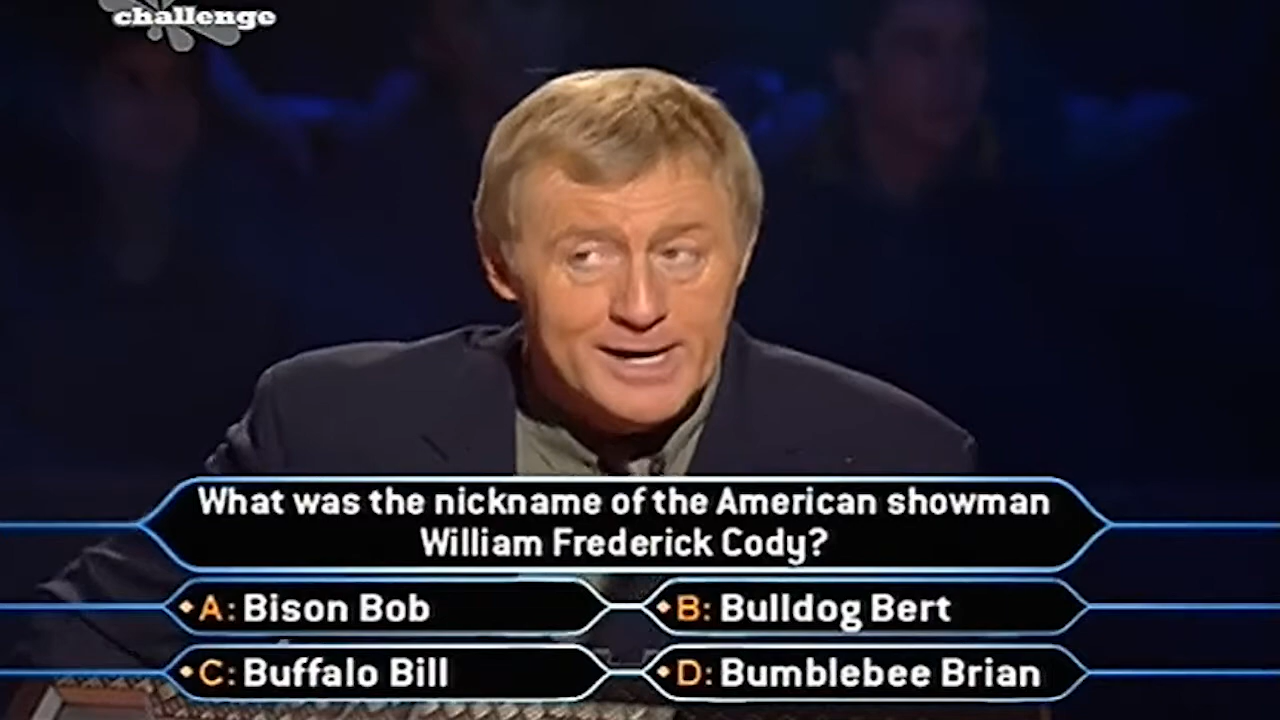 challenge
What was the nickname of the American showman
William Frederick Cody?
A: Bison Bob
B: Bulldog Bert
C: Buffalo Bill
D: Bumblebee Brian